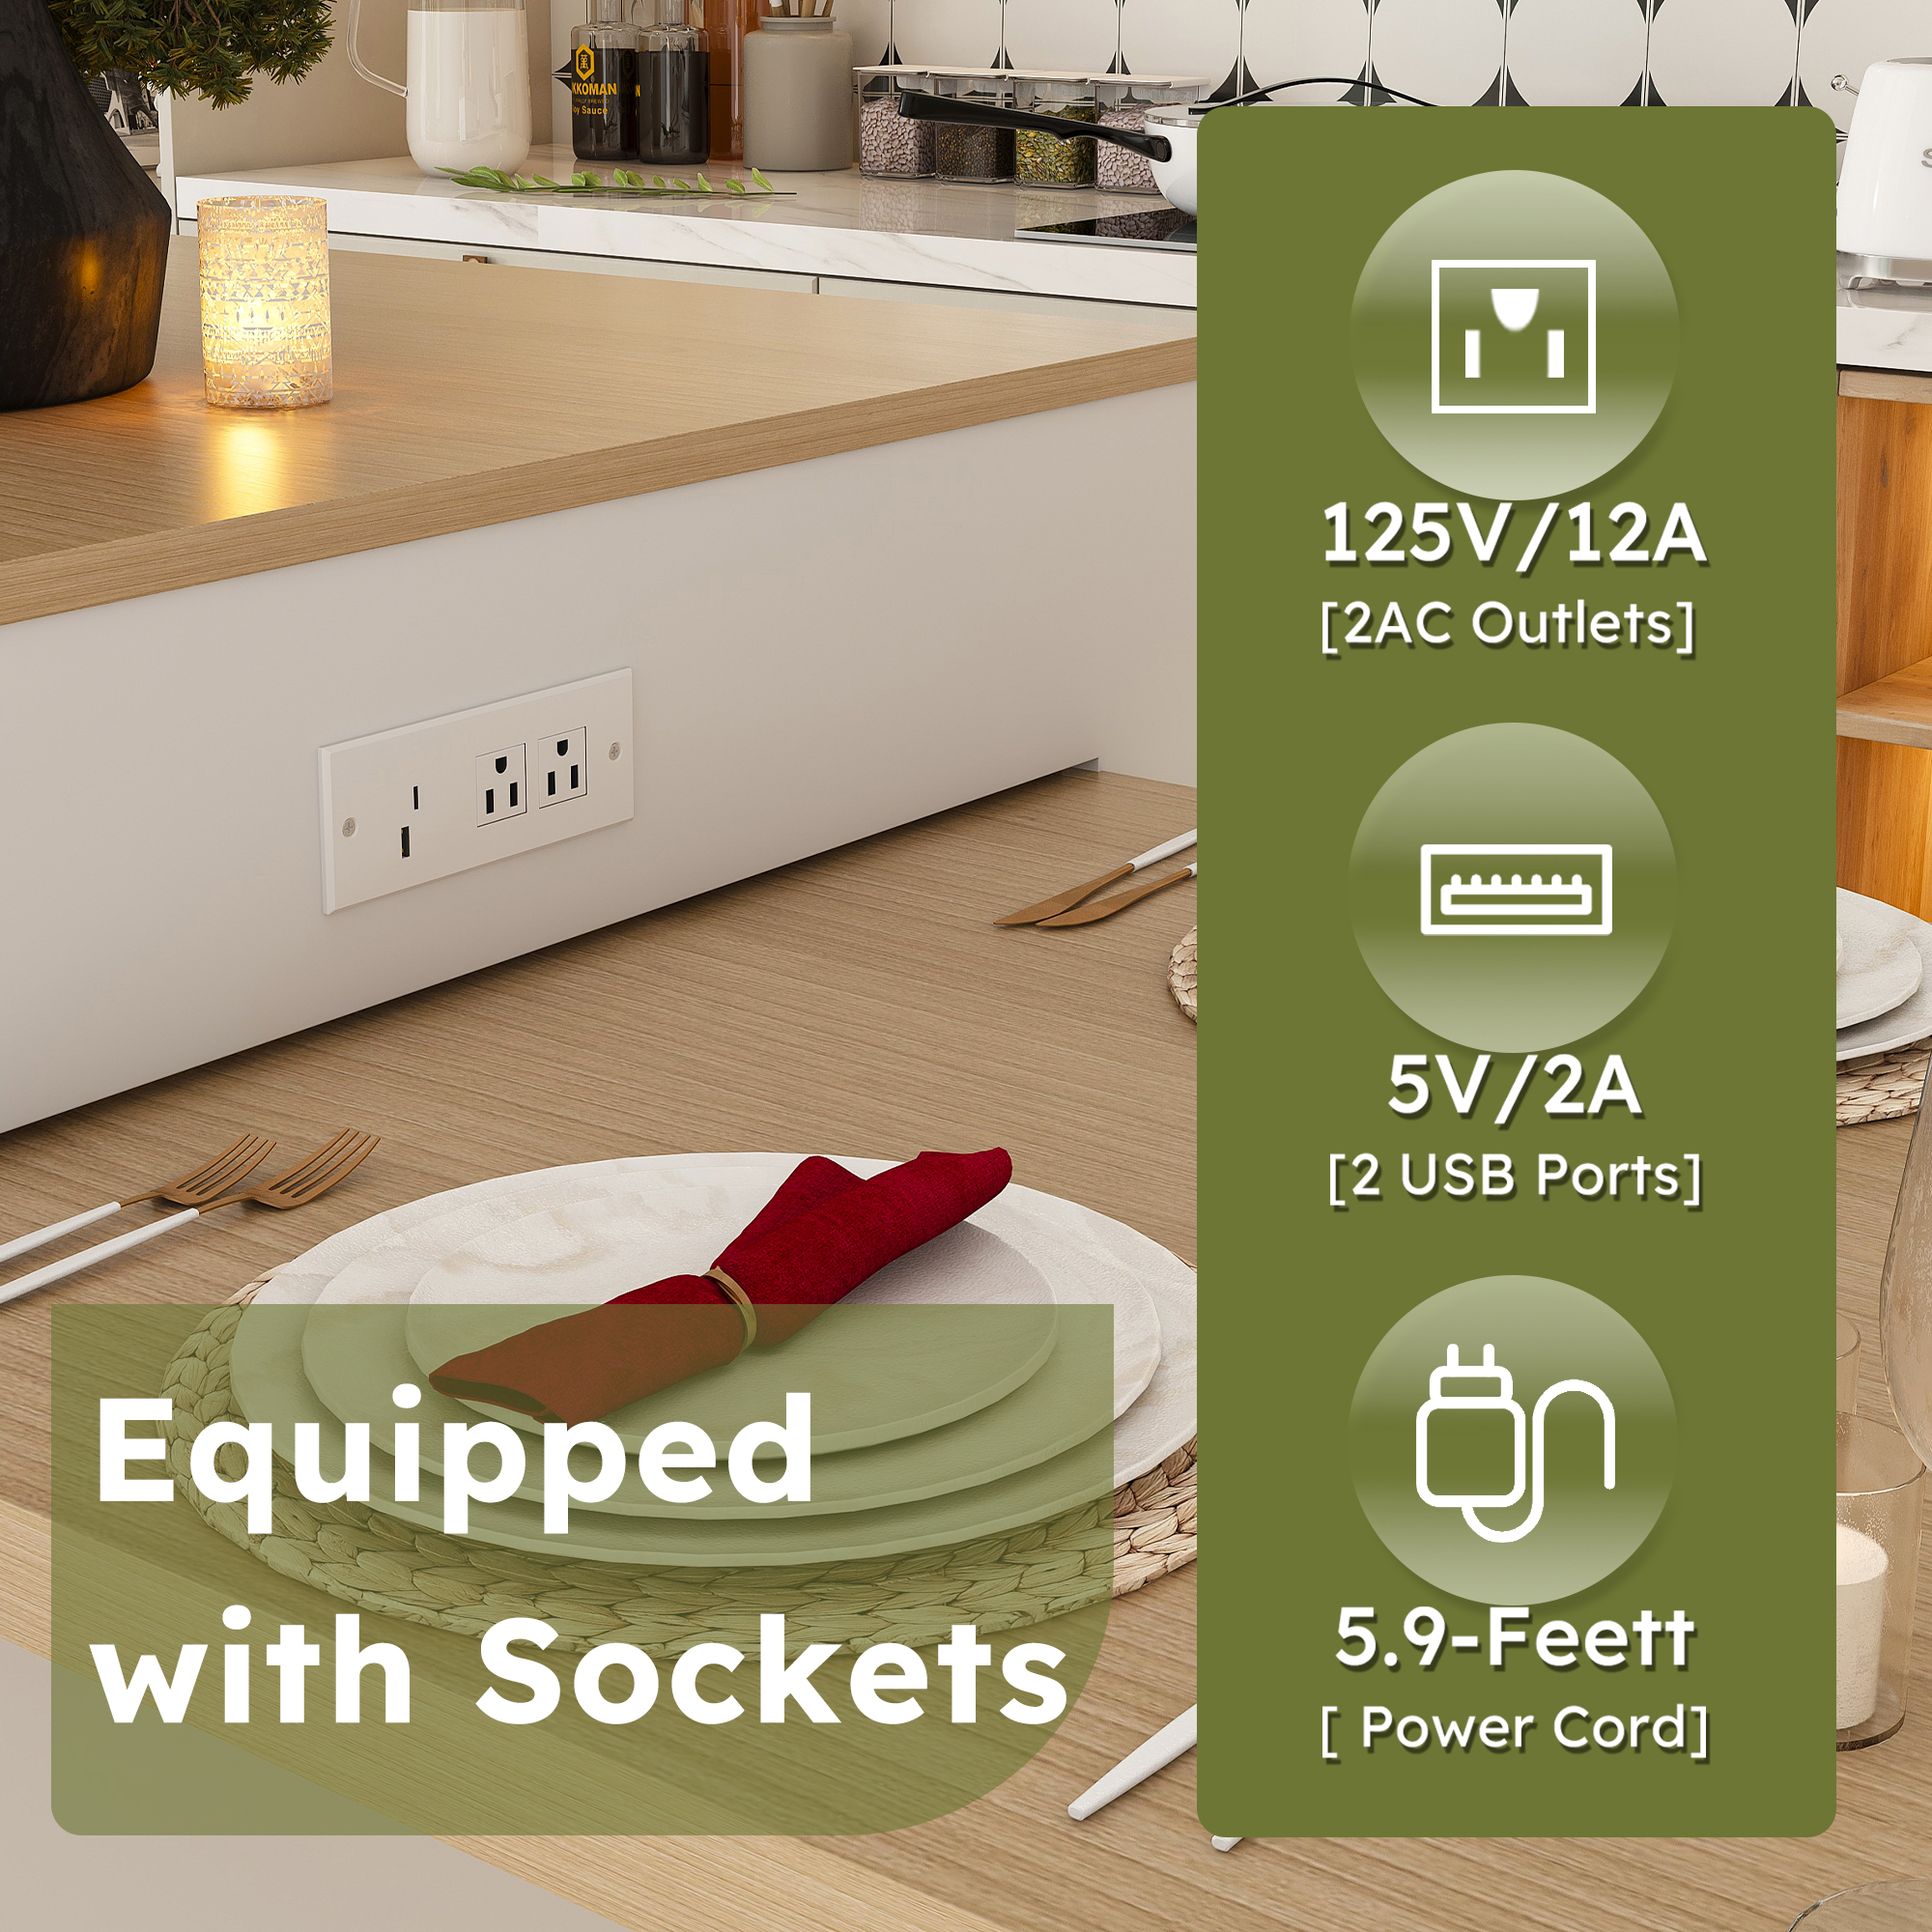 KKOMAN
oy Sauce
125V/12A
[2AC Outlets]
5V/2A
[2 USB Ports]
5.9-Feett
[ Power Cord]
Equipped
with Sockets